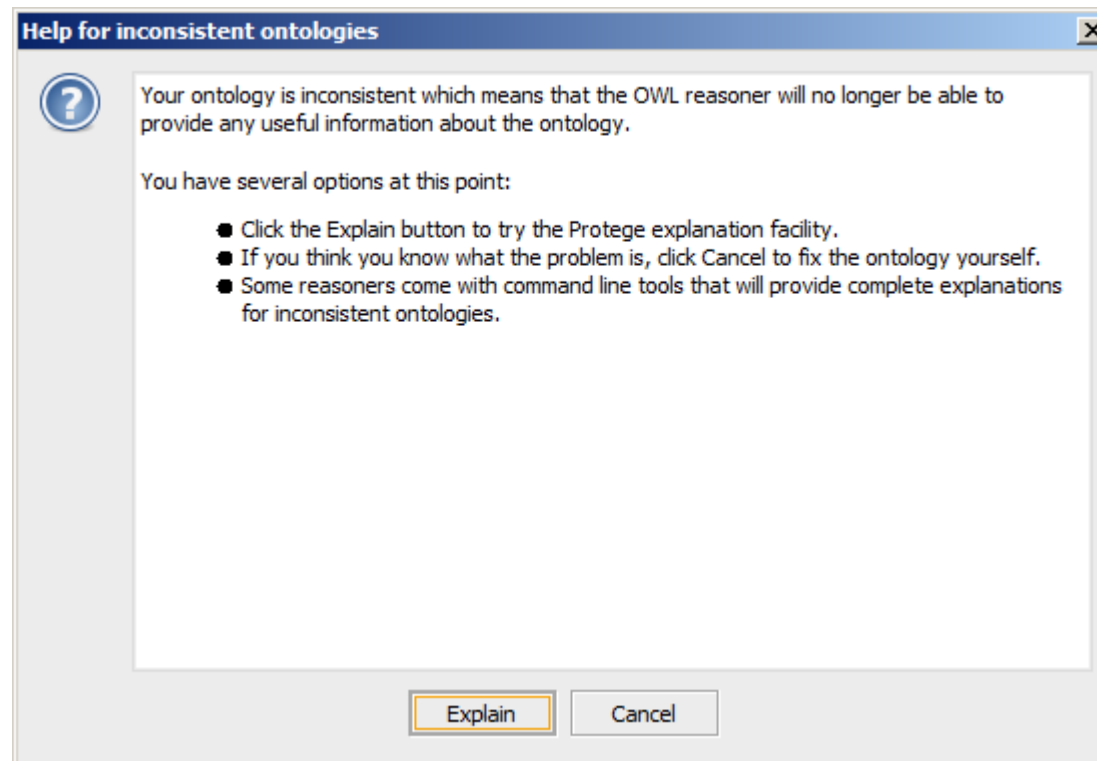 Help for inconsistent ontologies
Your ontology is inconsistent which means that the OWL reasoner will no longer be able to
provide any useful information about the ontology.
You have several options at this point:
Click the Explain button to try the Protege explanation facility.
If you think you know what the problem is, click Cancel to fix the ontology yourself.
Some reasoners come with command line tools that will provide complete explanations
for inconsistent ontologies.
Explain
Cancel